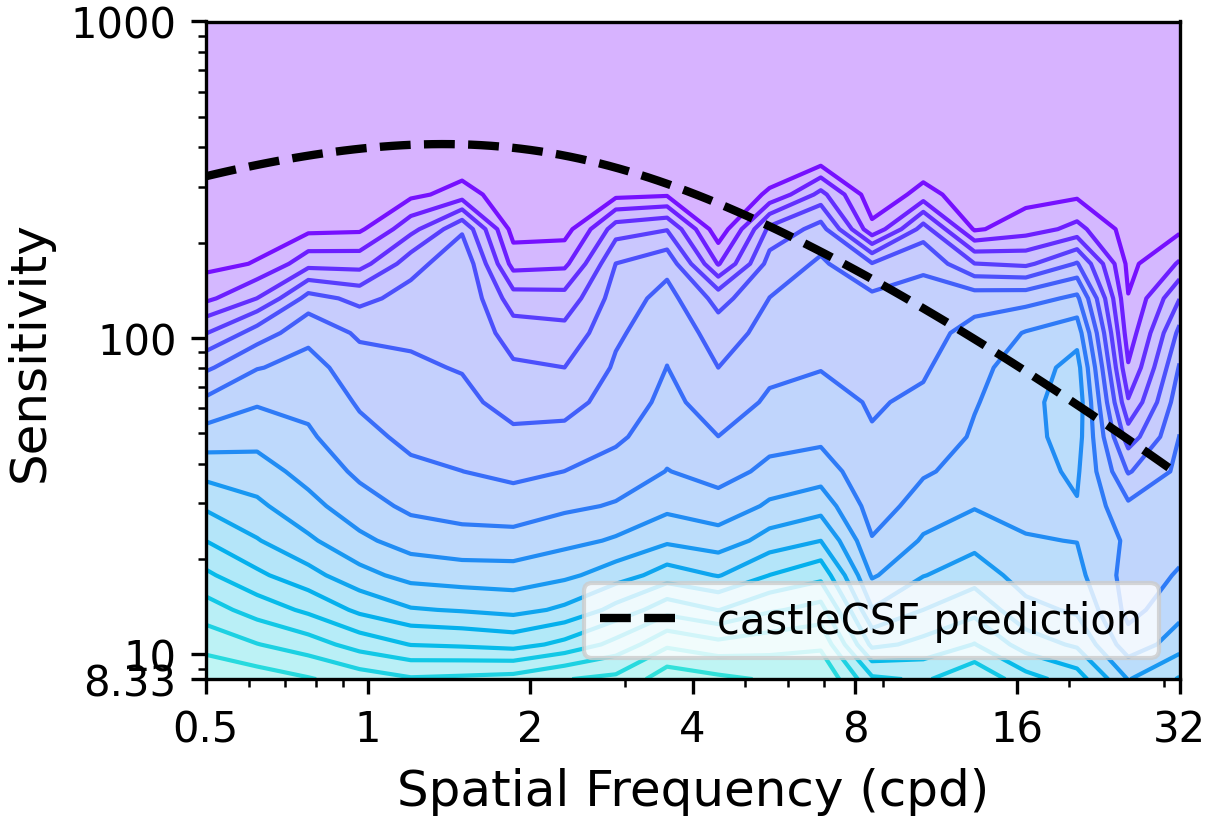 1000
100
10
8.33
Sensitivity
castleCSF prediction
0.5 1 2 4 8 16 32
Spatial Frequency (cpd)